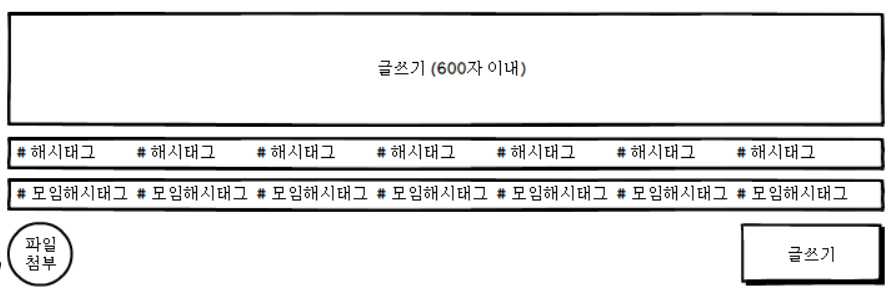 글쓰기 (600자 이내)
# 해시태그 # 해시태그 # 해시태그 # 해시태그 # 해시태그 # 해시태그 # 해시태그
# 모임해시태그 # 모임해시태그 # 모임해시태그 # 모임해시태그 # 모임해시태그 # 모임해시태그 # 모임해시태그
파일
첨부
글쓰기